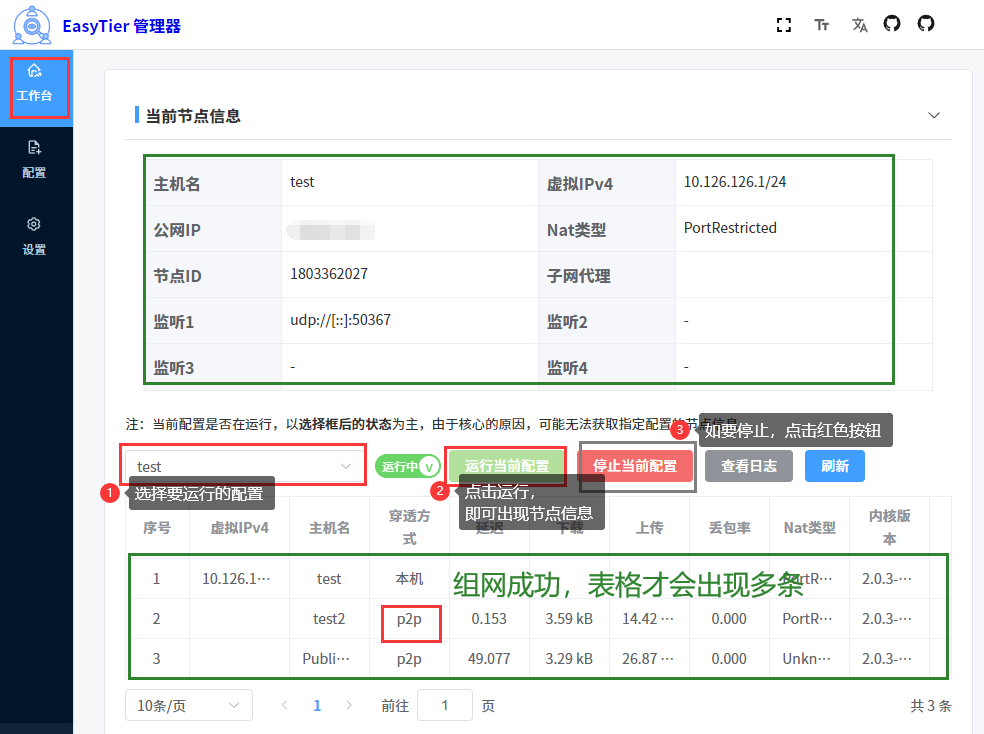 EasyTier 管理器
工作台
配置
设置
当前节点信息
主机名 test 虚拟IPv4 10.126.126.1/24
公网IP Nat类型 PortRestricted
节点ID 1803362027 子网代理
监听1 udp://[::]:50367 监听2 -
监听3 - 监听4 -
注：当前配置是否在运行，以选择框后的状态为主，由于核心的原因，可能无法获取指定配置的节点信息
3 如要停止，点击红色按钮
test 运行中 v 运行当前配置 停止当前配置 查看日志 刷新
1 选择要运行的配置
2 点击运行，
即可出现节点信息
序号 虚拟IPv4 主机名 穿透方式 延迟 下载 上传 丢包率 Nat类型 内核版本
组网成功，表格才会出现多条
1 10.126.1··· test 本机 PortR··· 2.0.3-···
2 test2 p2p 0.153 3.59 kB 14.42 ··· 0.000 PortR··· 2.0.3-···
3 Publi··· p2p 49.077 3.29 kB 26.87 ··· 0.000 Unkn··· 2.0.3-···
10条/页 1 前往 1 页 共 3 条